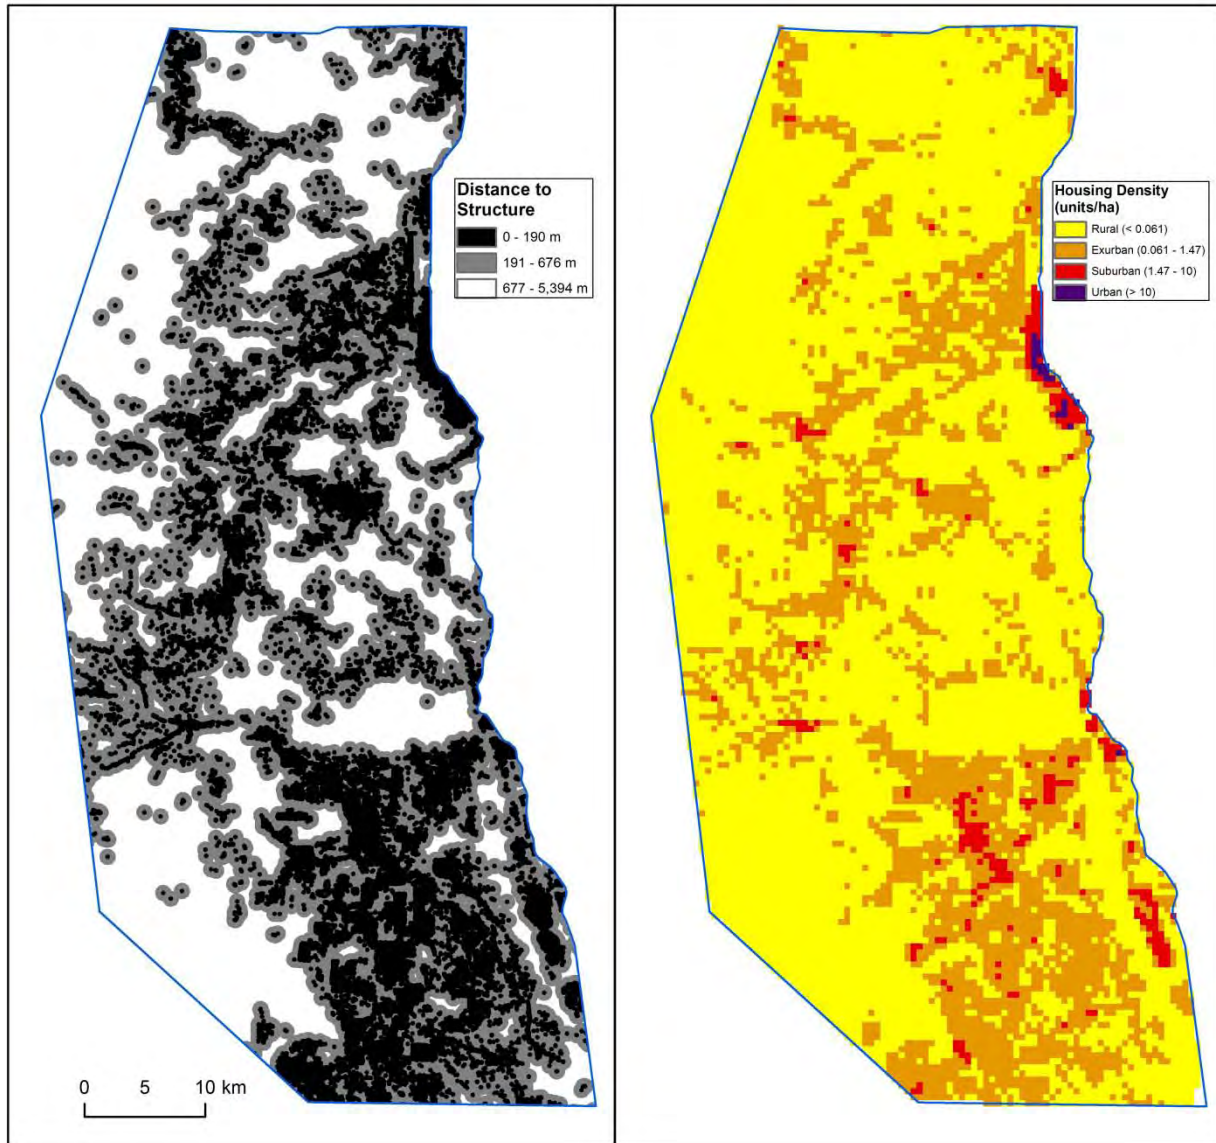 Distance to
Structure
0 - 190 m
191 - 676 m
677 - 5,394 m
0 5 10 km
Housing Density
(units/ha)
Rural (< 0.061)
Exurban (0.061 - 1.47)
Suburban (1.47 - 10)
Urban (> 10)